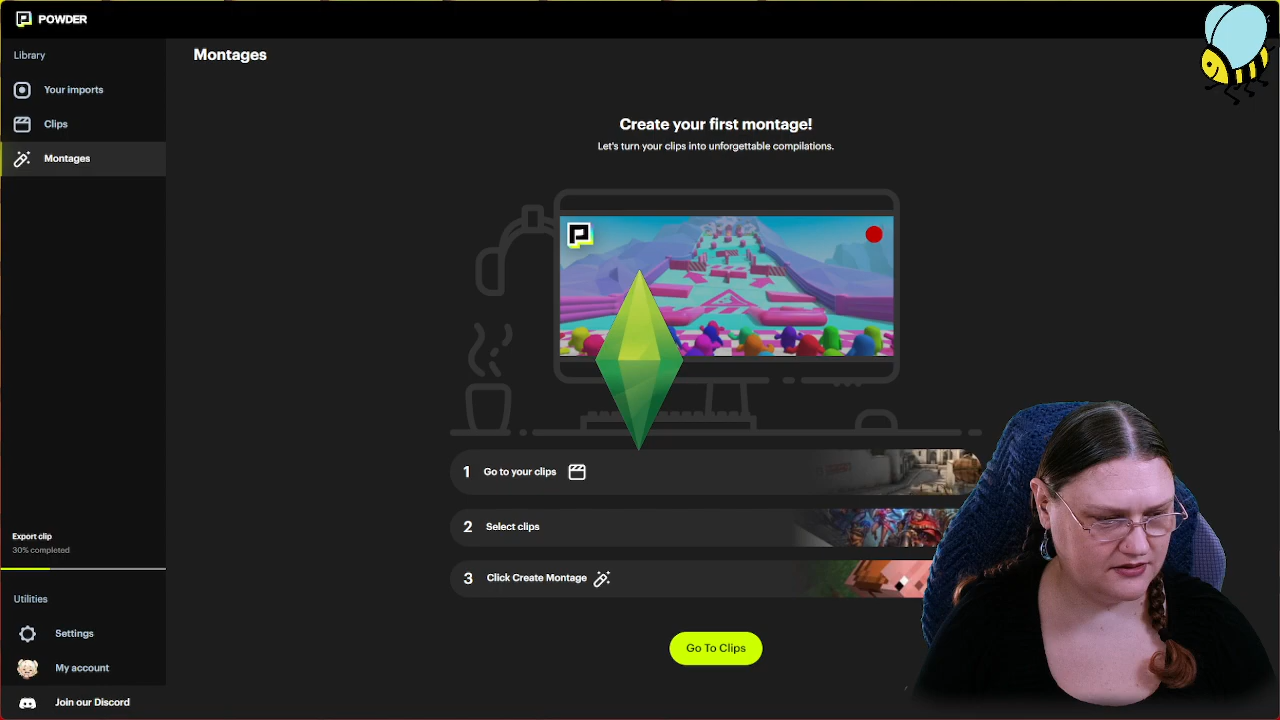 POWDER
Library
Your imports
Clips
Montages
Export clip
30% completed
Utilities
Settings
My account
Join our Discord
Montages
Create your first montage!
Let's turn your clips into unforgettable compilations.
1 Go to your clips
2 Select clips
3 Click Create Montage
Go To Clips